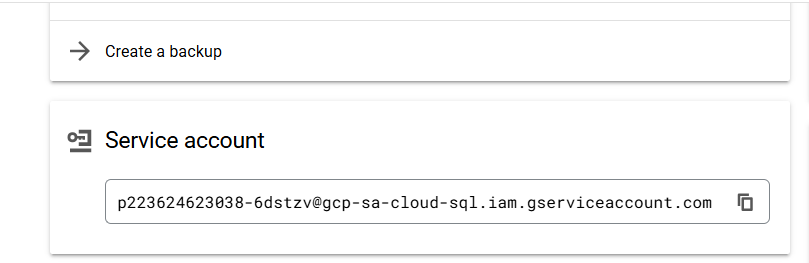 Create a backup
Service account
p223624623038-6dstzv@gcp-sa-cloud-sql.iam.gserviceaccount.com